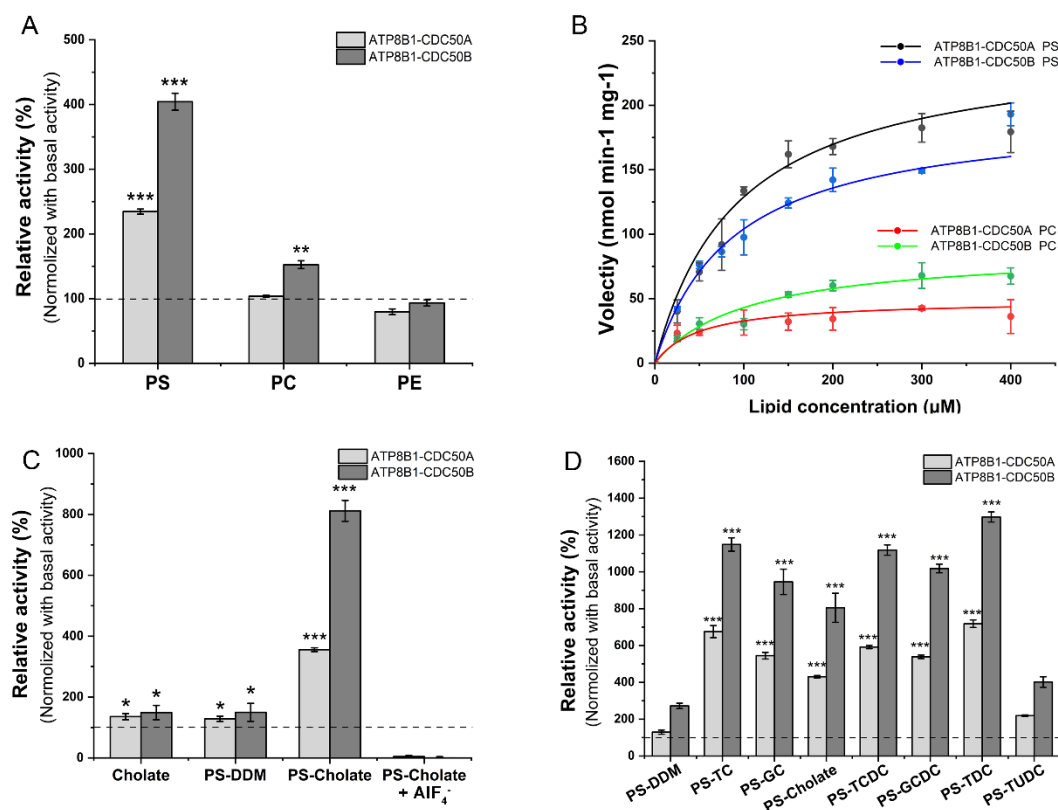 A
Relative activity (%)
(Normalized with basal activity)
500
400
300
200
100
0
ATP8B1-CDC50A
ATP8B1-CDC50B
***
***
**
PS
PC
PE
B
Volectiy (nmol min-1 mg-1)
250
200
150
100
50
0
ATP8B1-CDC50A PS
ATP8B1-CDC50B PS
ATP8B1-CDC50A PC
ATP8B1-CDC50B PC
0
100
200
300
400
Lipid concentration (µM)
C
Relative activity (%)
(Normolized with basal activity)
1000
800
600
400
200
0
ATP8B1-CDC50A
ATP8B1-CDC50B
*
*
*
*
***
***
Cholate
PS-DDM
PS-Cholate
PS-Cholate
+ AlF4-
D
Relative activity (%)
(Normolized with basal activity)
1600
1400
1200
1000
800
600
400
200
0
ATP8B1-CDC50A
ATP8B1-CDC50B
***
***
***
***
***
***
***
***
***
***
***
***
PS-DDM
PS-TC
PS-GC
PS-Cholate
PS-TCDC
PS-GCDC
PS-TDC
PS-TUDC